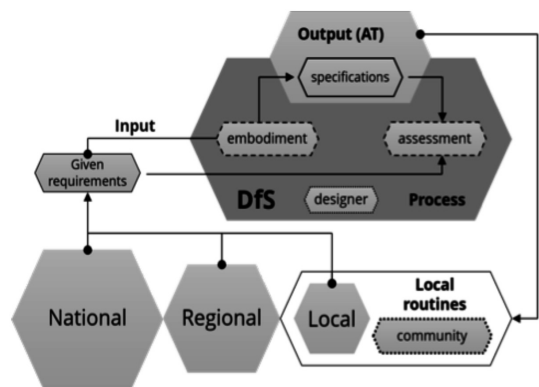 Output (AT)
specifications
Input
embodiment
assessment
Given
requirements
DfS
designer
Process
National
Regional
Local
Local
routines
community